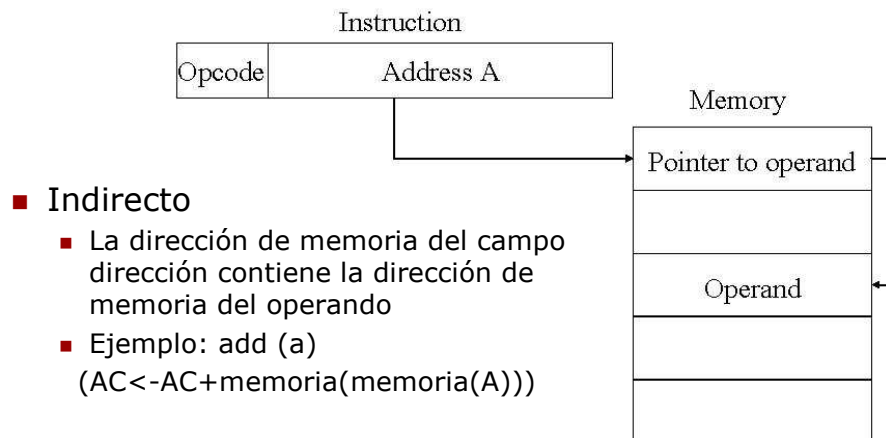 Instruction
Opcode Address A
Memory
Pointer to operand
Operand
Indirecto
La dirección de memoria del campo
dirección contiene la dirección de
memoria del operando
Ejemplo: add (a)
(AC<-AC+memoria(memoria(A)))